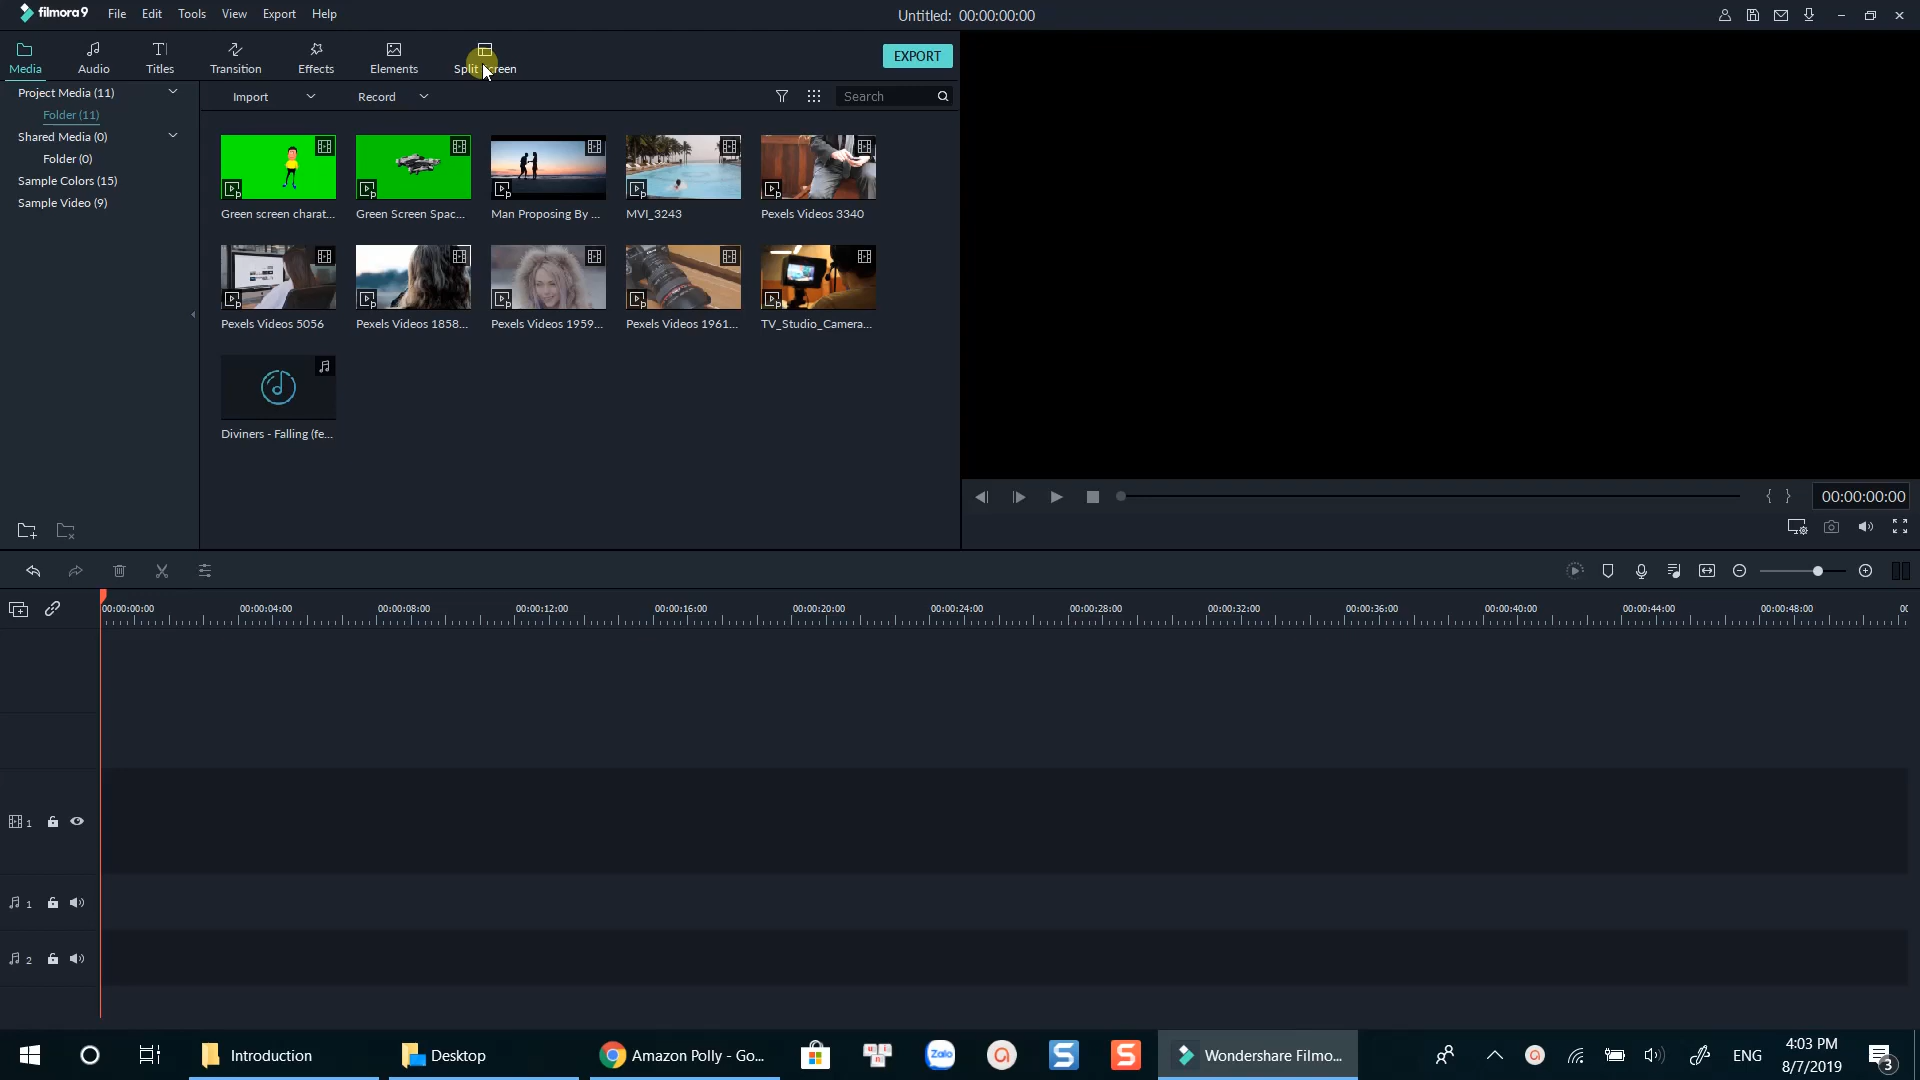 filmora9 File Edit Tools View Export Help
Untitled: 00:00:00:00
Media Audio Titles Transition Effects Elements Split Screen
EXPORT
Project Media (11)
Folder (11)
Shared Media (0)
Folder (0)
Sample Colors (15)
Sample Video (9)
Import Record
Search
Green screen charat... Green Screen Spac... Man Proposing By ... MVI_3243 Pexels Videos 3340
Pexels Videos 5056 Pexels Videos 1858... Pexels Videos 1959... Pexels Videos 1961... TV_Studio_Camera...
Diviners - Falling (fe...
00:00:00:00
00:00:00:00 00:00:04:00 00:00:08:00 00:00:12:00 00:00:16:00 00:00:20:00 00:00:24:00 00:00:28:00 00:00:32:00 00:00:36:00 00:00:40:00 00:00:44:00 00:00:48:00 00
1
1
2
Introduction
Desktop
Amazon Polly - Go...
Zalo
Wondershare Filmo...
ENG
4:03 PM
8/7/2019
3